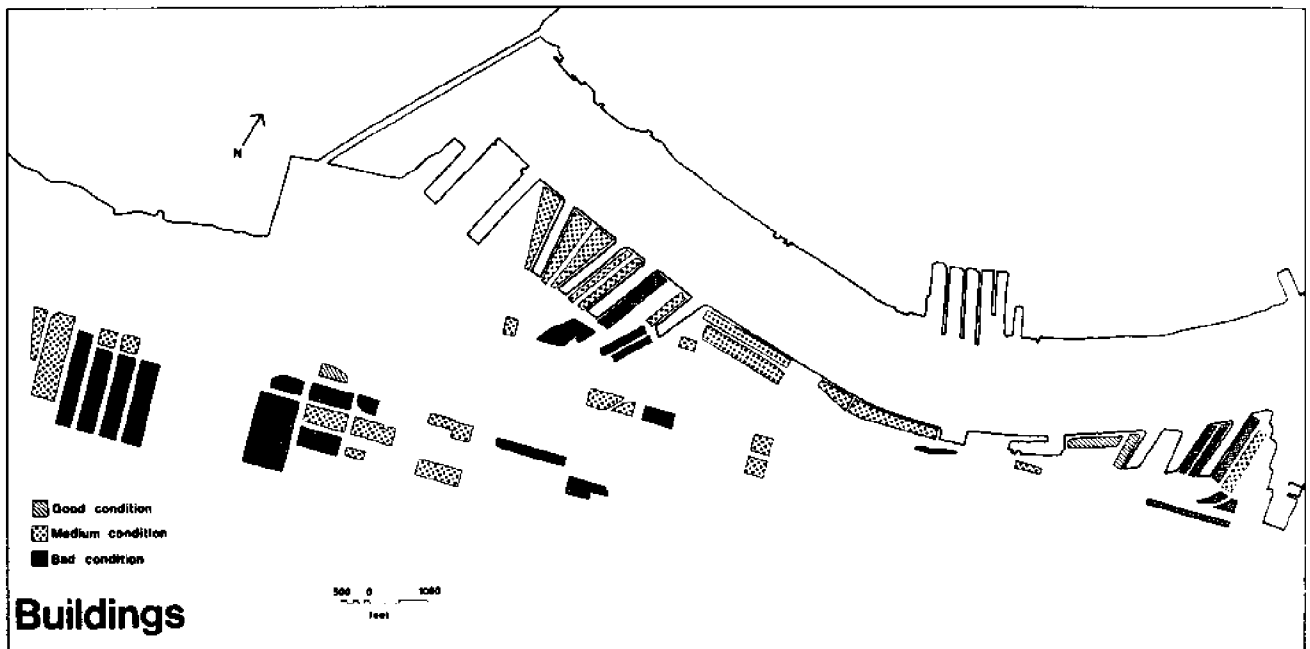 N
Good condition
Medium condition
Bad condition
500 0 1000
feet
Buildings